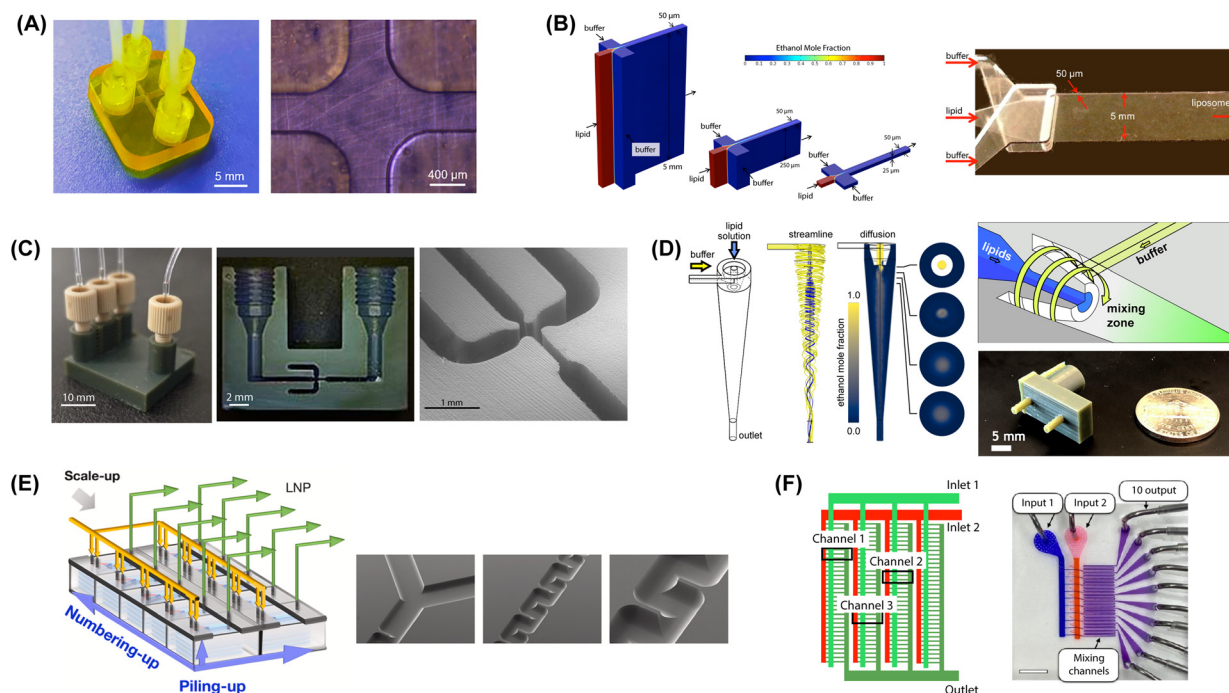 (A)
5 mm
400 µm
(B)
buffer
50 µm
lipid
buffer
5 mm
Ethanol Mole Fraction
0 0.1 0.2 0.3 0.4 0.5 0.6 0.7 0.8 0.9 1
buffer
50 µm
lipid
250 µm
buffer
buffer
50 µm
25 µm
lipid
buffer
buffer
50 µm
lipid
5 mm
liposome
buffer
(C)
10 mm
2 mm
1 mm
(D)
lipid
solution
buffer
outlet
streamline
diffusion
1.0
ethanol mole fraction
0.0
lipids
buffer
mixing
zone
5 mm
(E)
Scale-up
LNP
Numbering-up
Piling-up
(F)
Inlet 1
Inlet 2
Channel 1
Channel 2
Channel 3
Outlet
Input 1
Input 2
10 output
Mixing
channels